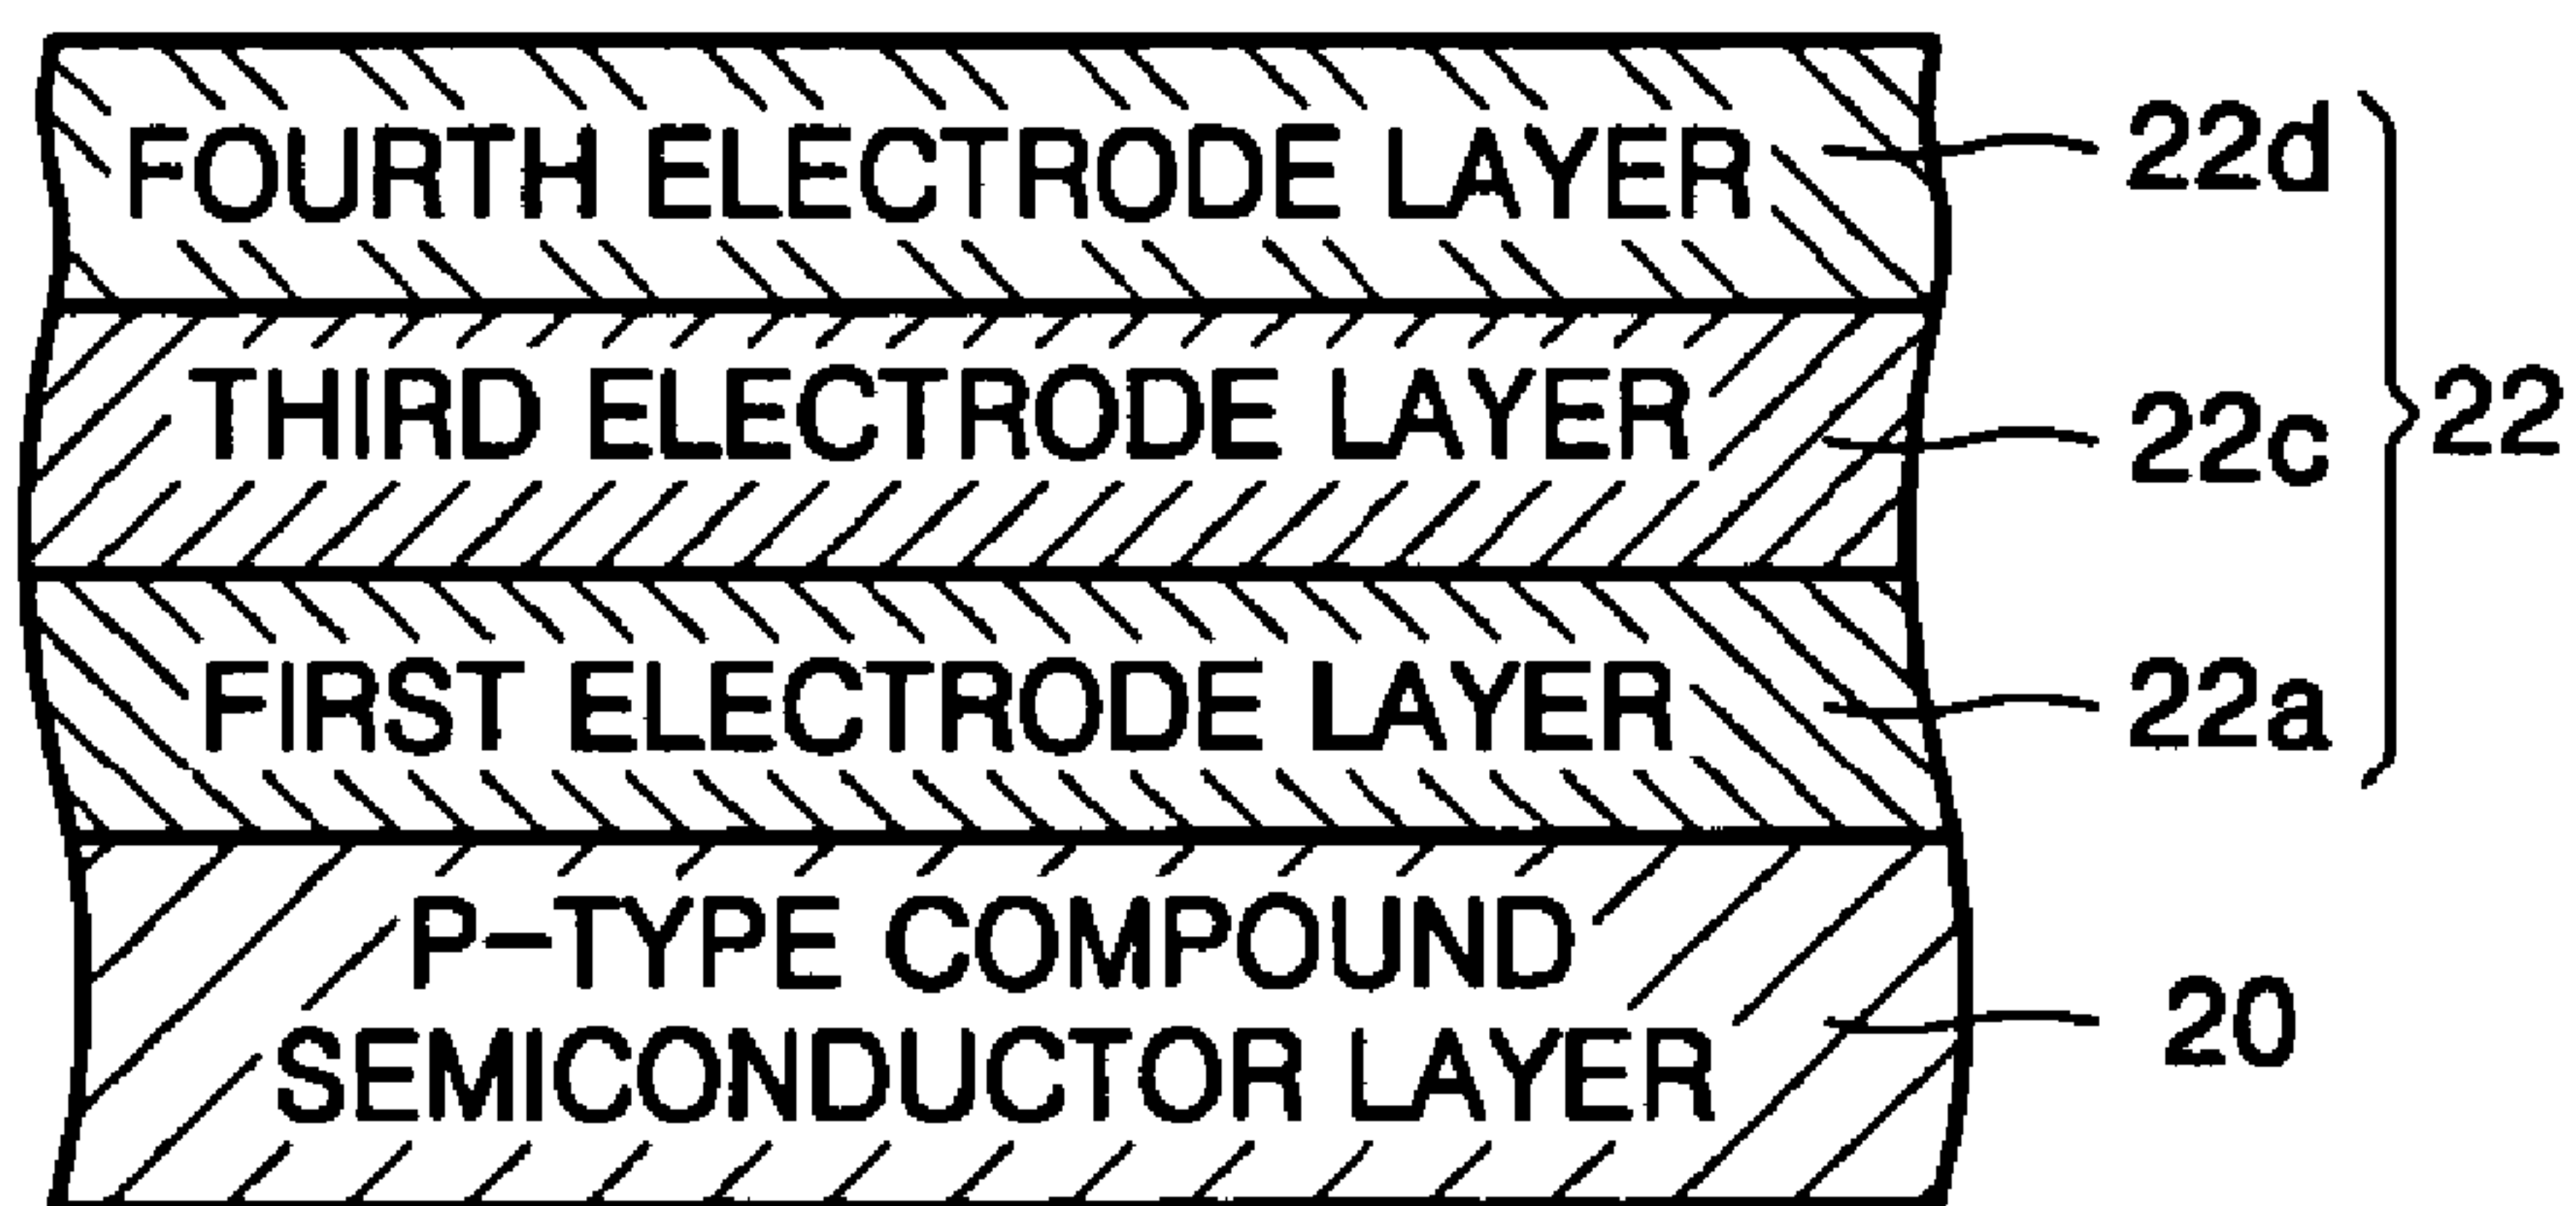 FOURTH ELECTRODE LAYER
22d
THIRD ELECTRODE LAYER
22c
22
FIRST ELECTRODE LAYER
22a
P-TYPE COMPOUND
SEMICONDUCTOR LAYER
20